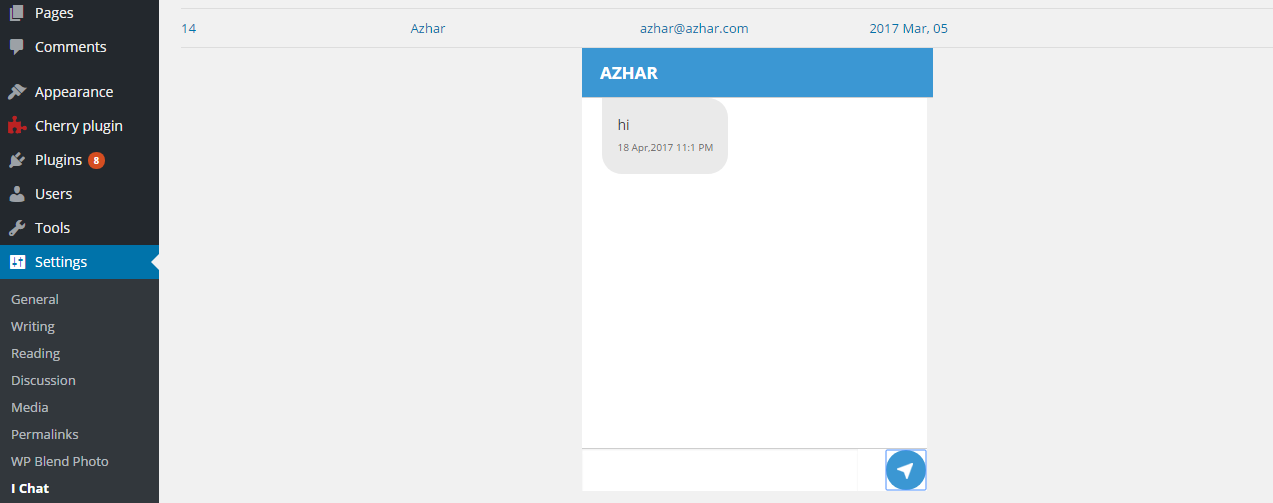 Pages
Comments
Appearance
Cherry plugin
Plugins 8
Users
Tools
Settings
General
Writing
Reading
Discussion
Media
Permalinks
WP Blend Photo
I Chat
14 Azhar azhar@azhar.com 2017 Mar, 05
AZHAR
hi
18 Apr,2017 11:1 PM